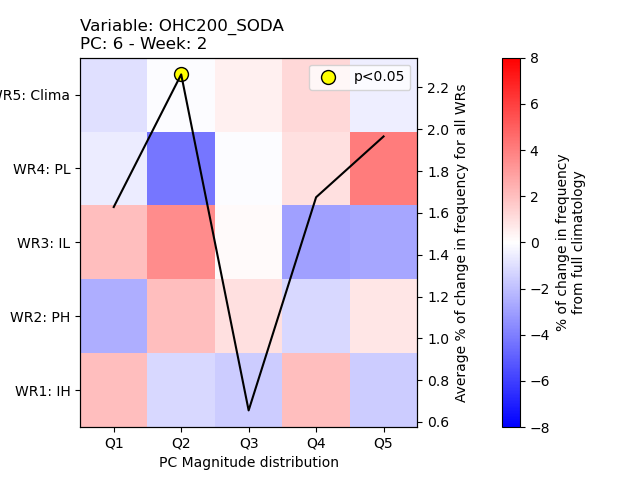 Variable: OHC200_SODA
PC: 6 - Week: 2
p<0.05
WR5: Clima
WR4: PL
WR3: IL
WR2: PH
WR1: IH
Q1 Q2 Q3 Q4 Q5
PC Magnitude distribution
2.2
2.0
1.8
1.6
1.4
1.2
1.0
0.8
0.6
Average % of change in frequency for all WRs
8
6
4
2
0
−2
−4
−6
−8
% of change in frequency
from full climatology